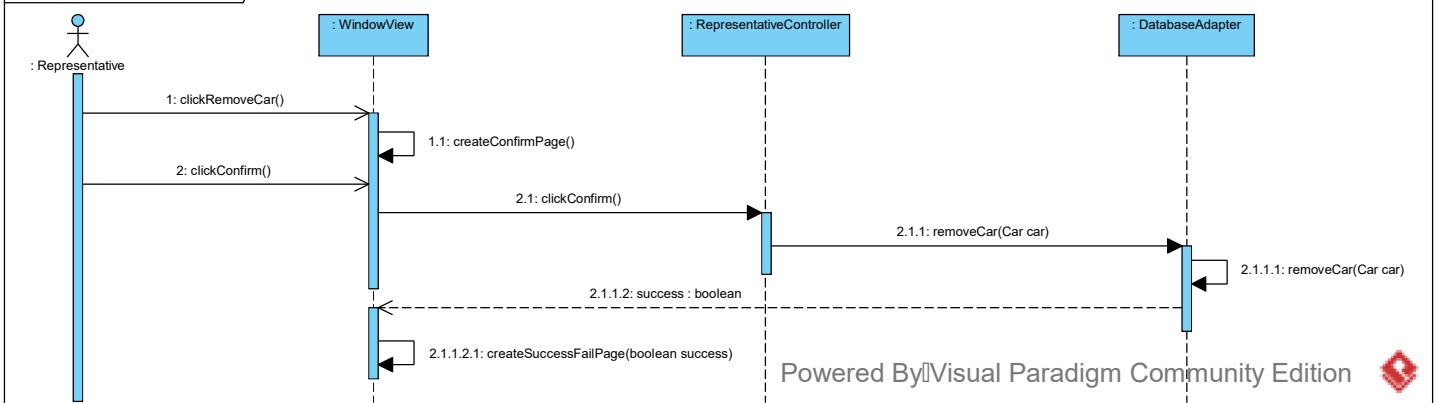 : Representative
: WindowView
: RepresentativeController
: DatabaseAdapter
1: clickRemoveCar()
1.1: createConfirmPage()
2: clickConfirm()
2.1: clickConfirm()
2.1.1: removeCar(Car car)
2.1.1.1: removeCar(Car car)
2.1.1.2: success : boolean
2.1.1.2.1: createSuccessFailPage(boolean success)
Powered By▯Visual Paradigm Community Edition